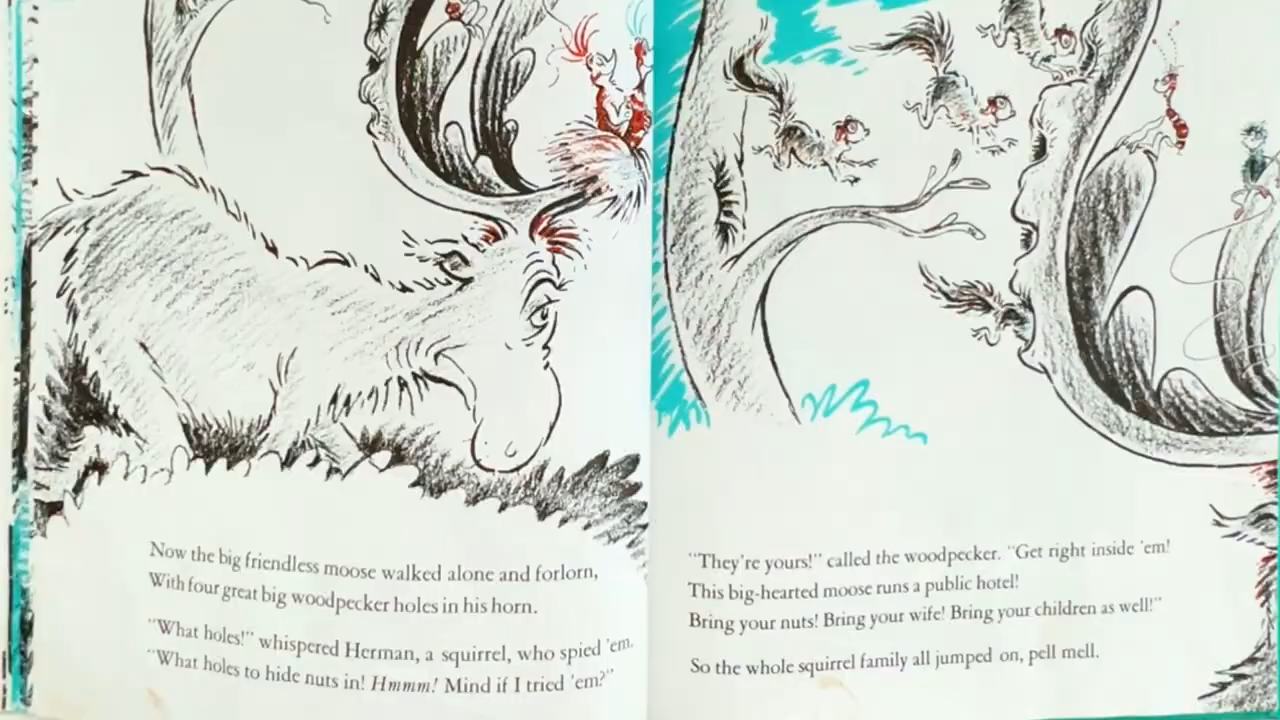 Now the big friendless moose walked alone and forlorn,
With four great big woodpecker holes in his horn.
"What holes!" whispered Herman, a squirrel, who spied 'em.
"What holes to hide nuts in! Hmmm! Mind if I tried 'em?"
"They're yours!" called the woodpecker. "Get right inside 'em!
This big-hearted moose runs a public hotel!
Bring your nuts! Bring your wife! Bring your children as well!"
So the whole squirrel family all jumped on, pell mell.